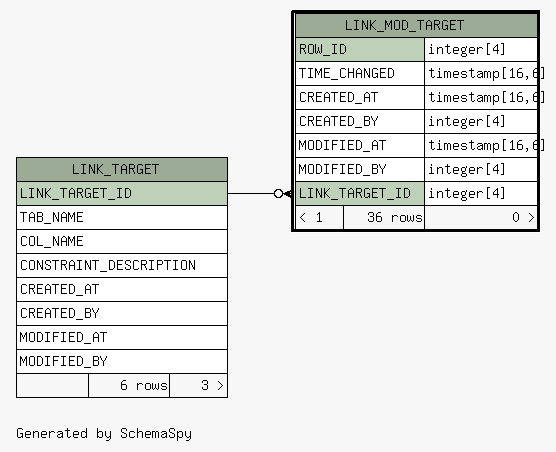 LINK_MOD_TARGET
ROW_ID integer[4]
TIME_CHANGED timestamp[16,6]
CREATED_AT timestamp[16,6]
CREATED_BY integer[4]
MODIFIED_AT timestamp[16,6]
MODIFIED_BY integer[4]
LINK_TARGET_ID integer[4]
< 1 36 rows 0 >
LINK_TARGET
LINK_TARGET_ID
TAB_NAME
COL_NAME
CONSTRAINT_DESCRIPTION
CREATED_AT
CREATED_BY
MODIFIED_AT
MODIFIED_BY
6 rows 3 >
Generated by SchemaSpy